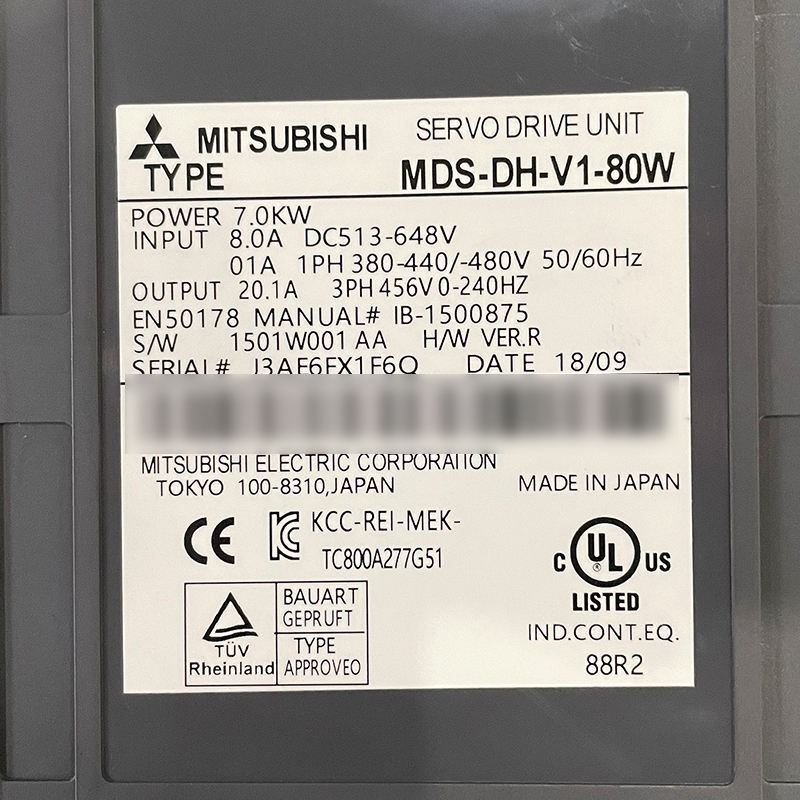 MITSUBISHI SERVO DRIVE UNIT
TYPE MDS-DH-V1-80W
POWER 7.0KW
INPUT 8.0A DC513-648V
01A 1PH 380-440/-480V 50/60Hz
OUTPUT 20.1A 3PH 456V 0-240HZ
EN50178 MANUAL# IB-1500875
S/W 1501W001 AA H/W VER.R
SERIAL# J3AF6FX1F6Q DATE 18/09
MITSUBISHI ELECTRIC CORPORATION
TOKYO 100-8310,JAPAN MADE IN JAPAN
CE KCC-REI-MEK-
TC800A277G51
C UL US
®
LISTED
IND.CONT.EQ.
88R2
TÜV
Rheinland
BAUART
GEPRUFT
TYPE
APPROVEO